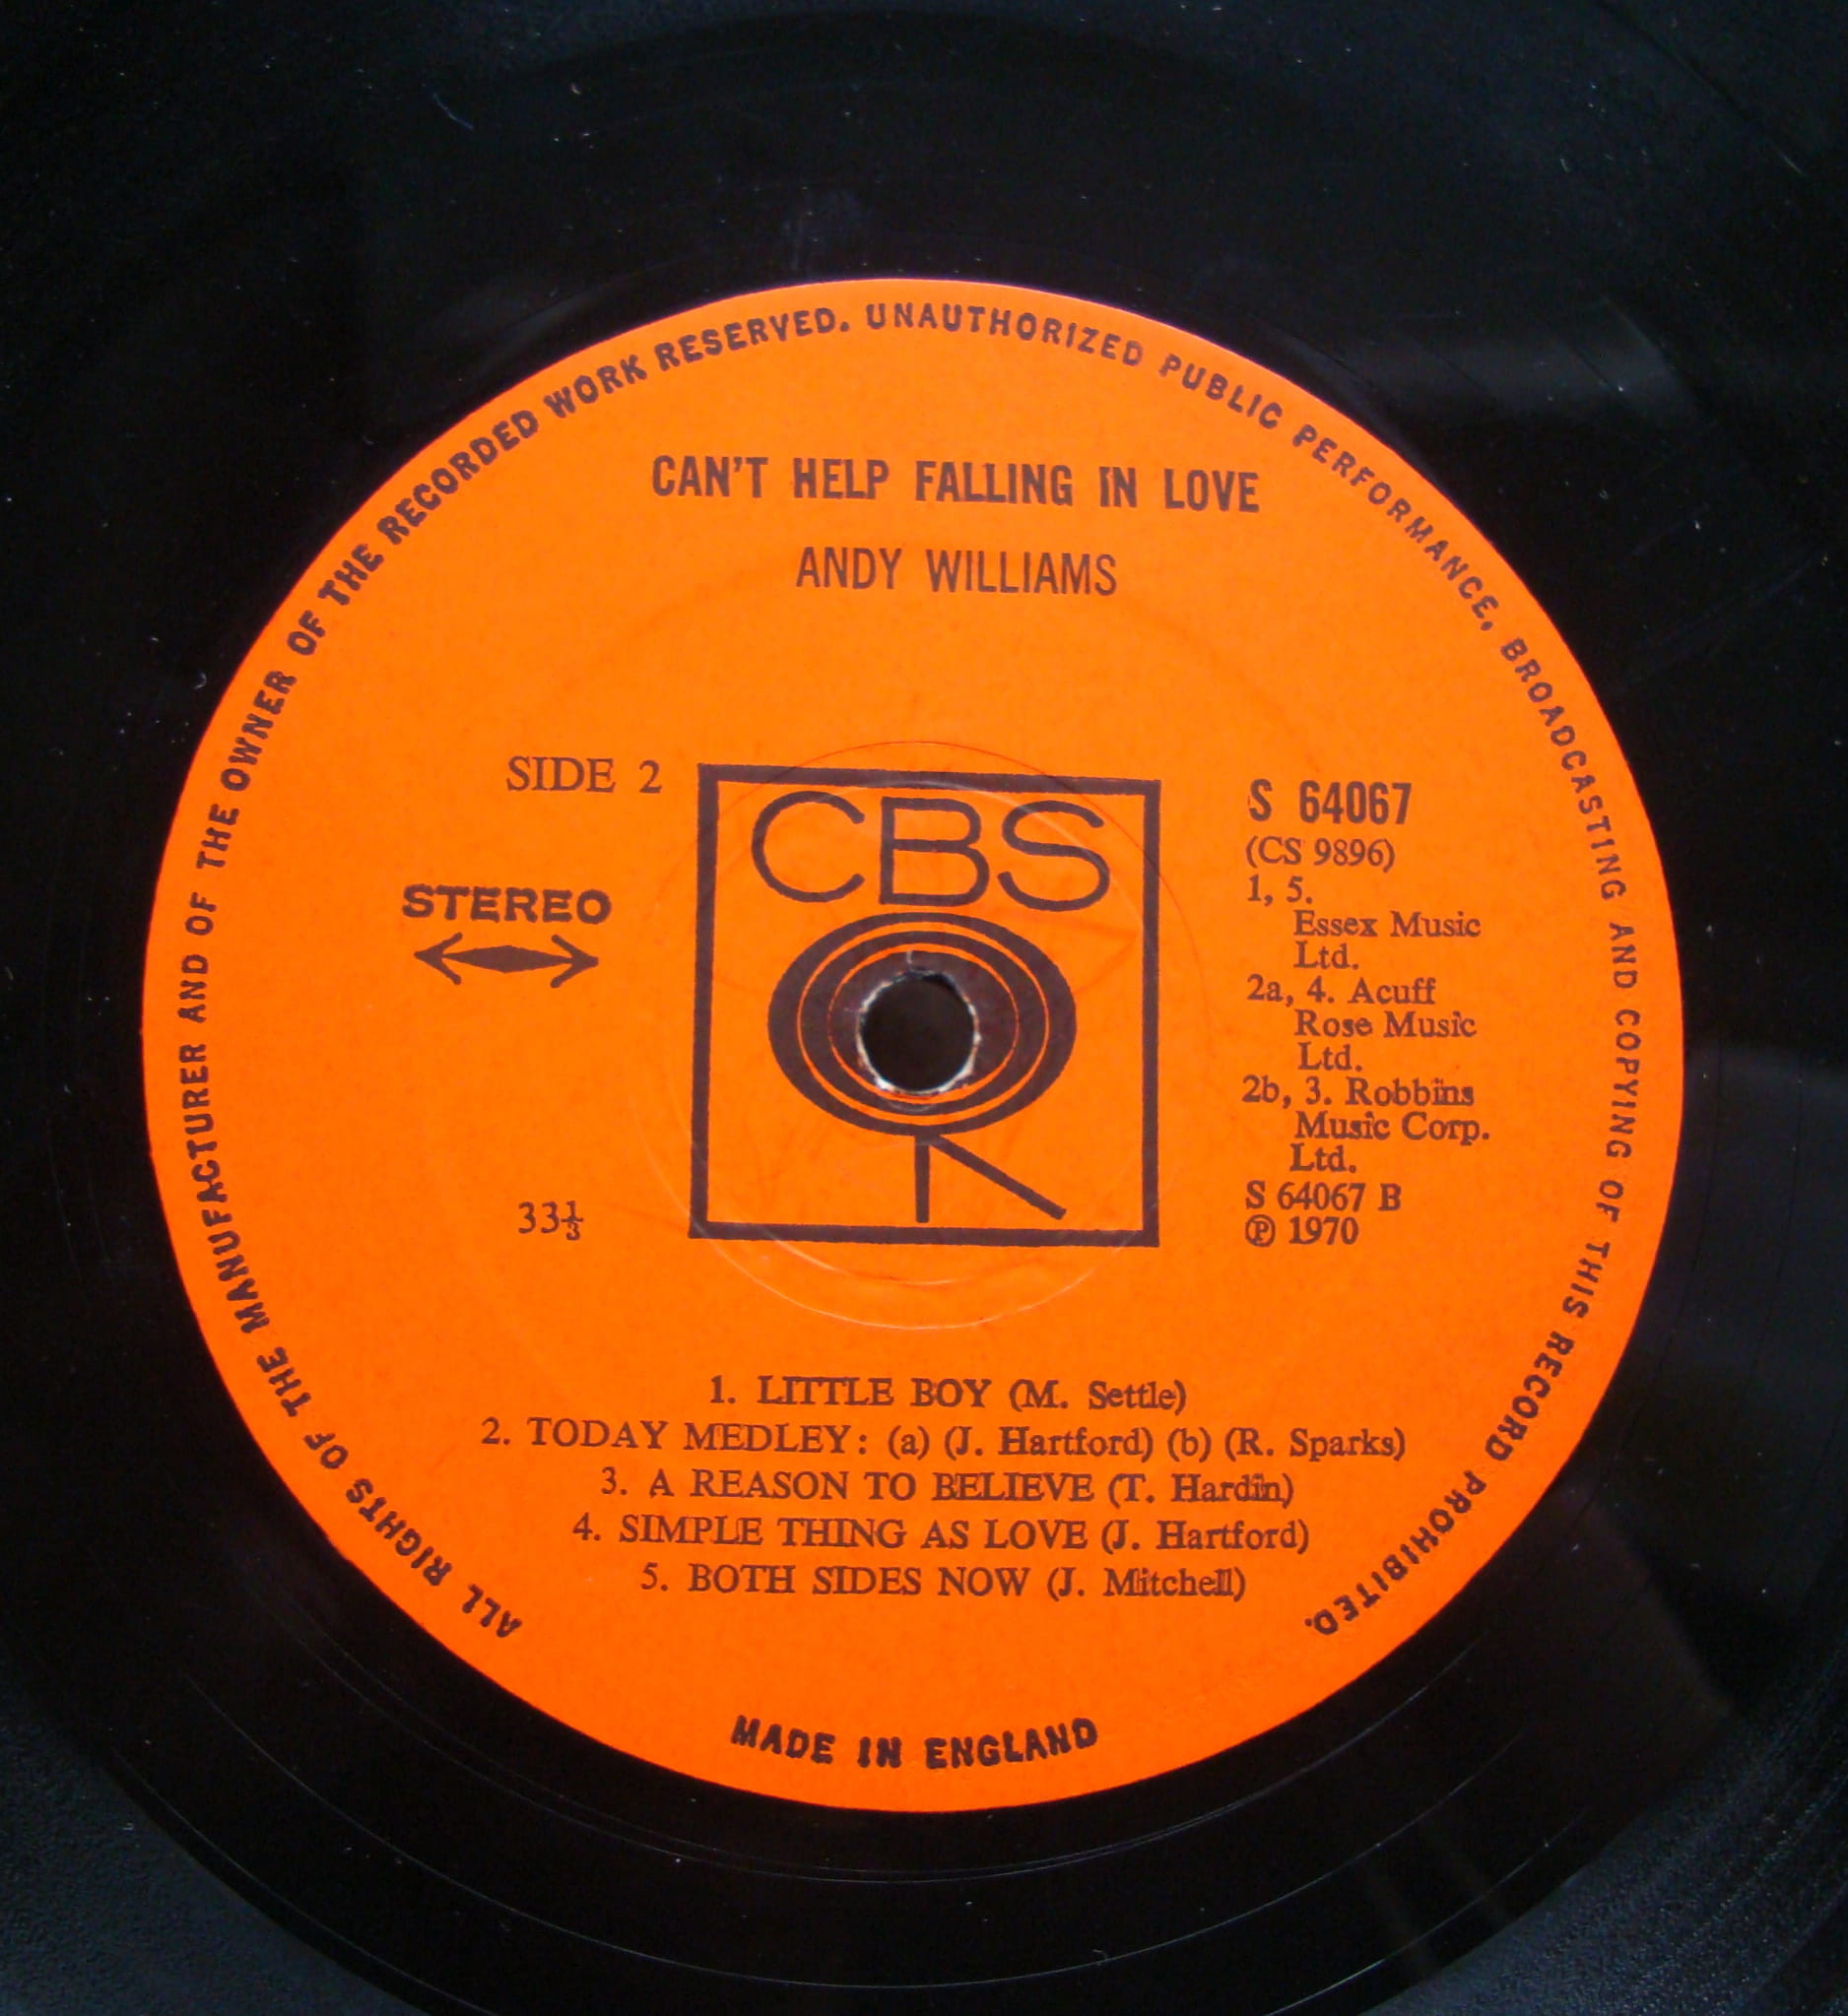 ALL RIGHTS OF THE MANUFACTURER AND OF THE OWNER OF THE RECORDED WORK RESERVED. UNAUTHORIZED PUBLIC PERFORMANCE, BROADCASTING AND COPYING OF THIS RECORD PROHIBITED.
CAN'T HELP FALLING IN LOVE
ANDY WILLIAMS
SIDE 2
STEREO
33⅓
CBS
S 64067
(CS 9896)
1, 5.
Essex Music
Ltd.
2a, 4. Acuff
Rose Music
Ltd.
2b, 3. Robbins
Music Corp.
Ltd.
S 64067 B
℗ 1970
1. LITTLE BOY (M. Settle)
2. TODAY MEDLEY: (a) (J. Hartford) (b) (R. Sparks)
3. A REASON TO BELIEVE (T. Hardin)
4. SIMPLE THING AS LOVE (J. Hartford)
5. BOTH SIDES NOW (J. Mitchell)
MADE IN ENGLAND